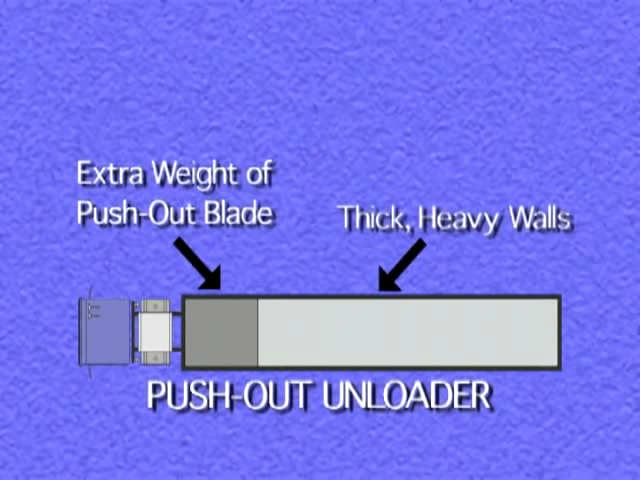 Extra Weight of
Push-Out Blade
Thick, Heavy Walls
PUSH-OUT UNLOADER